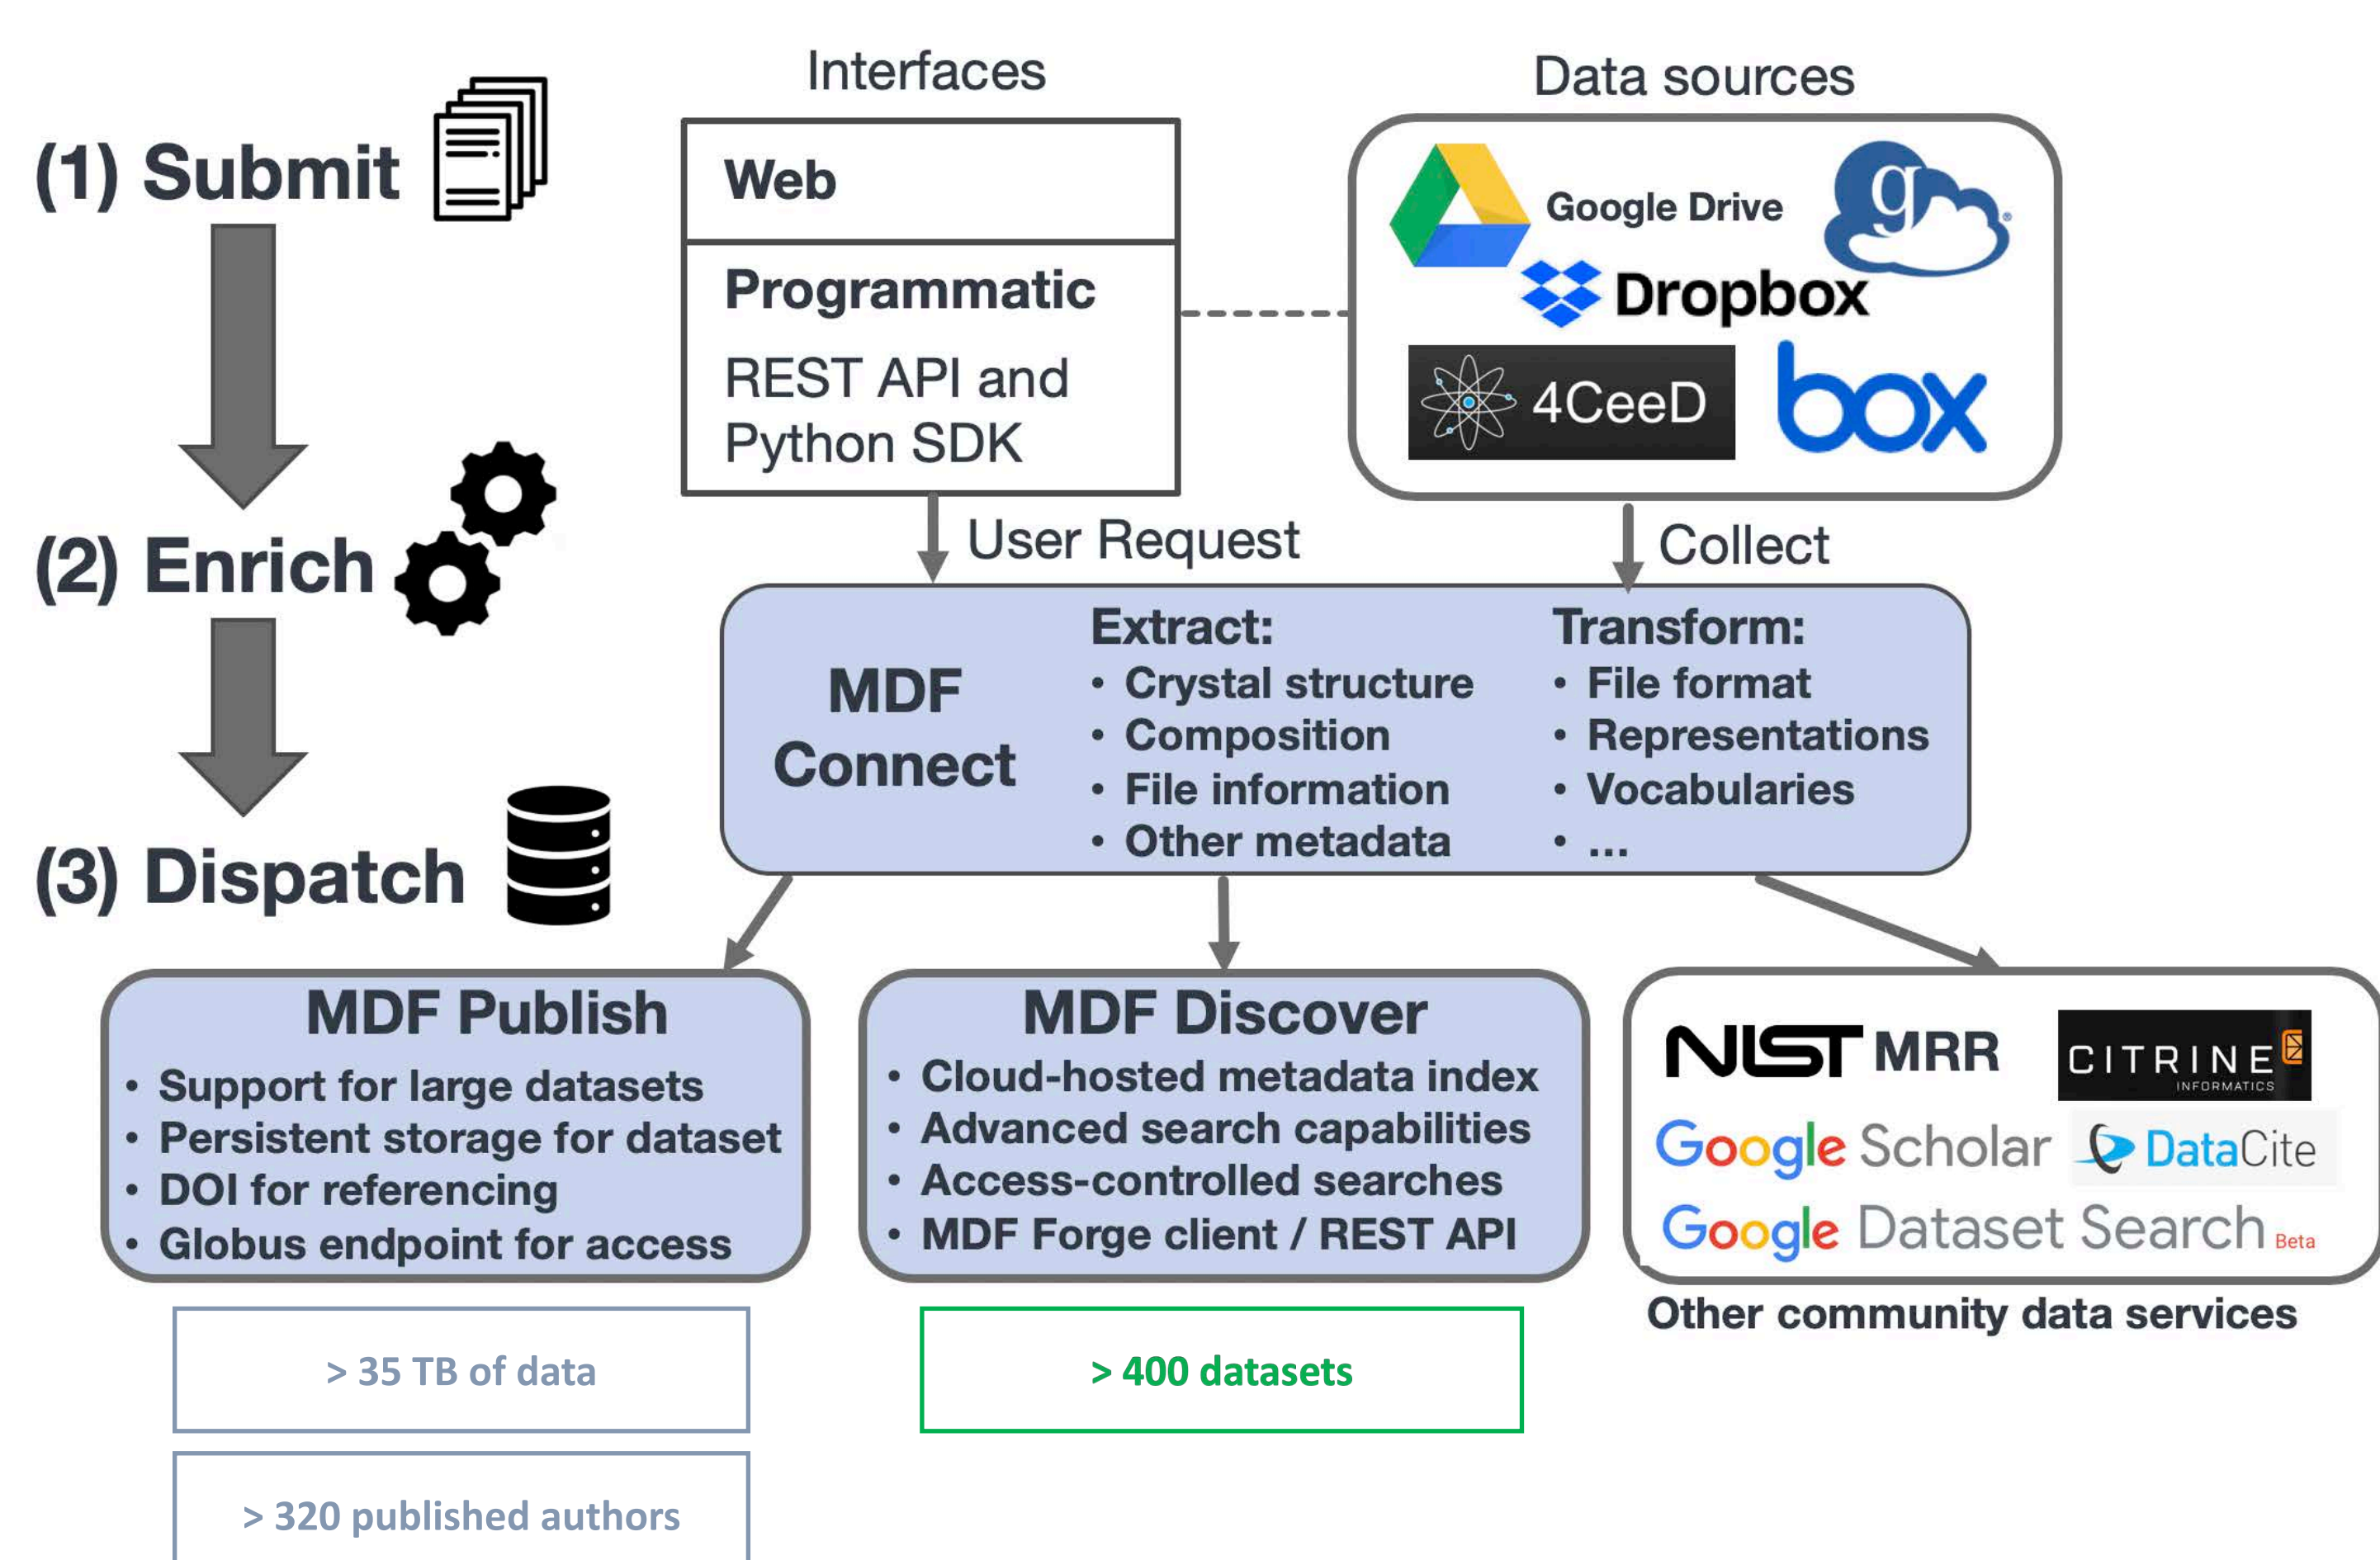 Interfaces
Data sources
(1) Submit
Web
Programmatic
REST API and
Python SDK
Google Drive
g
®
Dropbox
4CeeD
box
User Request
Collect
(2) Enrich
MDF
Connect
Extract:
• Crystal structure
• Composition
• File information
• Other metadata
Transform:
• File format
• Representations
• Vocabularies
• ...
(3) Dispatch
MDF Publish
• Support for large datasets
• Persistent storage for dataset
• DOI for referencing
• Globus endpoint for access
MDF Discover
• Cloud-hosted metadata index
• Advanced search capabilities
• Access-controlled searches
• MDF Forge client / REST API
NIST MRR
CITRINE
INFORMATICS
Google Scholar
DataCite
Google Dataset Search Beta
Other community data services
> 35 TB of data
> 400 datasets
> 320 published authors